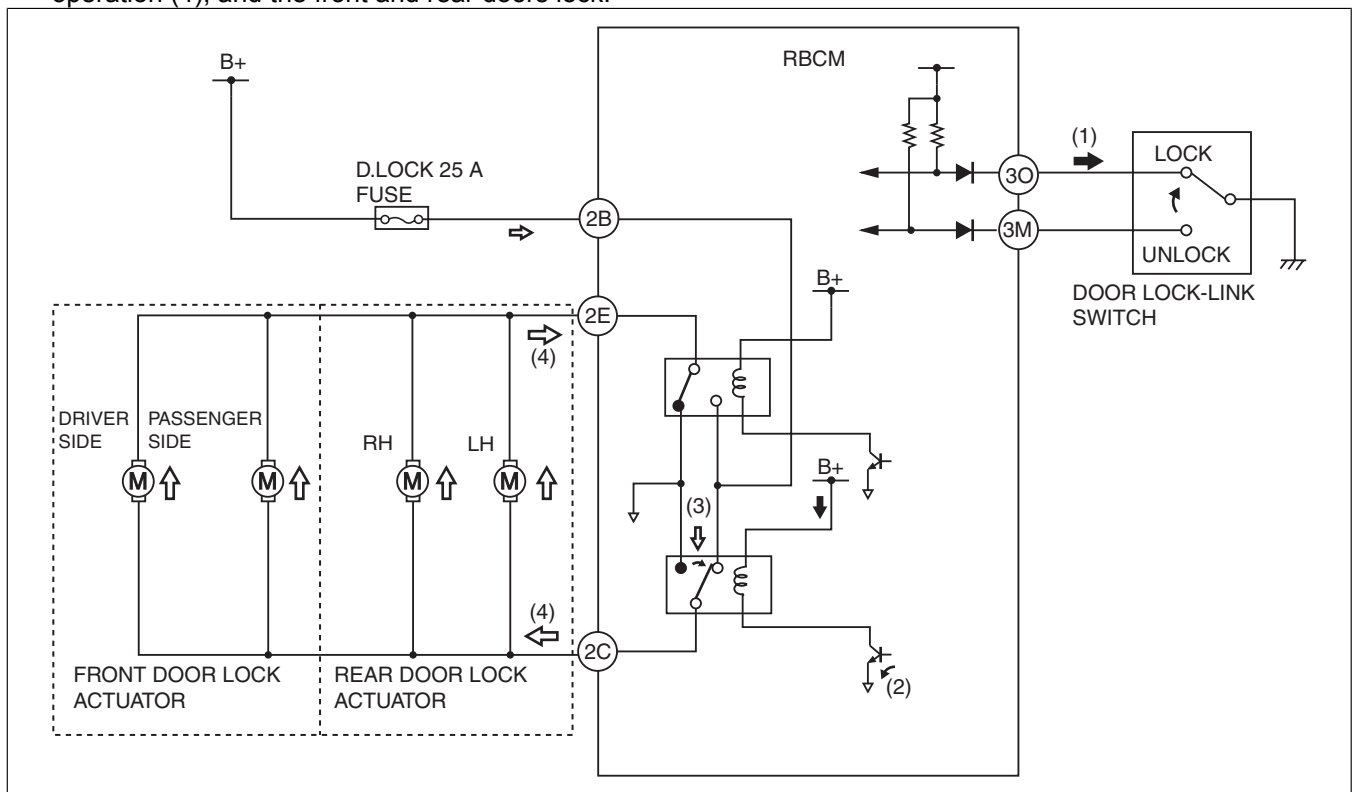 operation (4), and the front and rear doors lock.
RBCM
B+
D.LOCK 25 A
FUSE
(1)
LOCK
3O
2B
3M
UNLOCK
DOOR LOCK-LINK
SWITCH
B+
2E
(4)
DRIVER
SIDE
PASSENGER
SIDE
RH
LH
M
M
M
M
B+
(3)
(4)
2C
(2)
FRONT DOOR LOCK
ACTUATOR
REAR DOOR LOCK
ACTUATOR